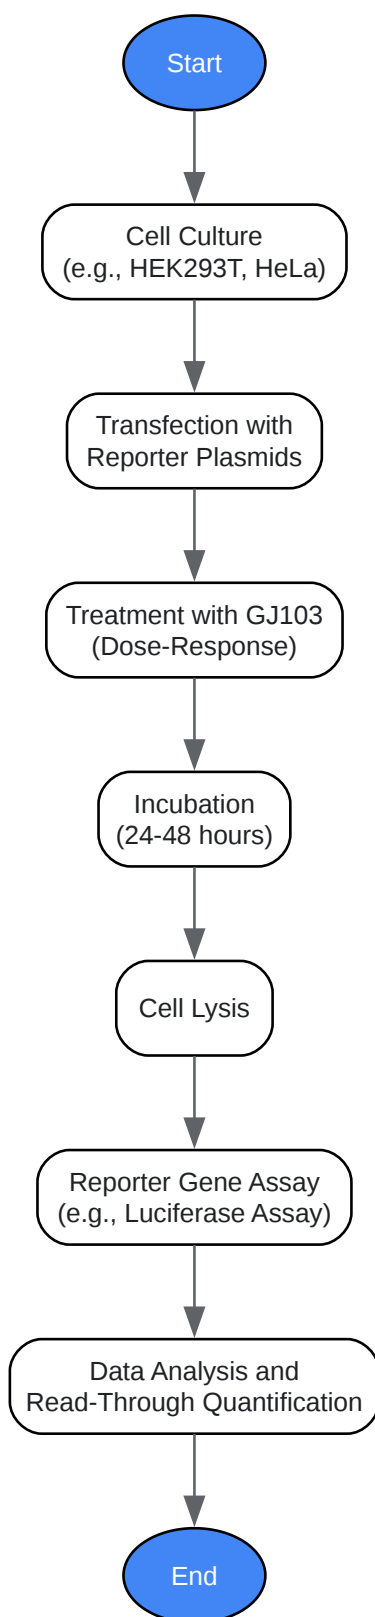 Start
Cell Culture
(e.g., HEK293T, HeLa)
Transfection with
Reporter Plasmids
Treatment with GJ103
(Dose-Response)
Incubation
(24-48 hours)
Cell Lysis
Reporter Gene Assay
(e.g., Luciferase Assay)
Data Analysis and
Read-Through Quantification
End